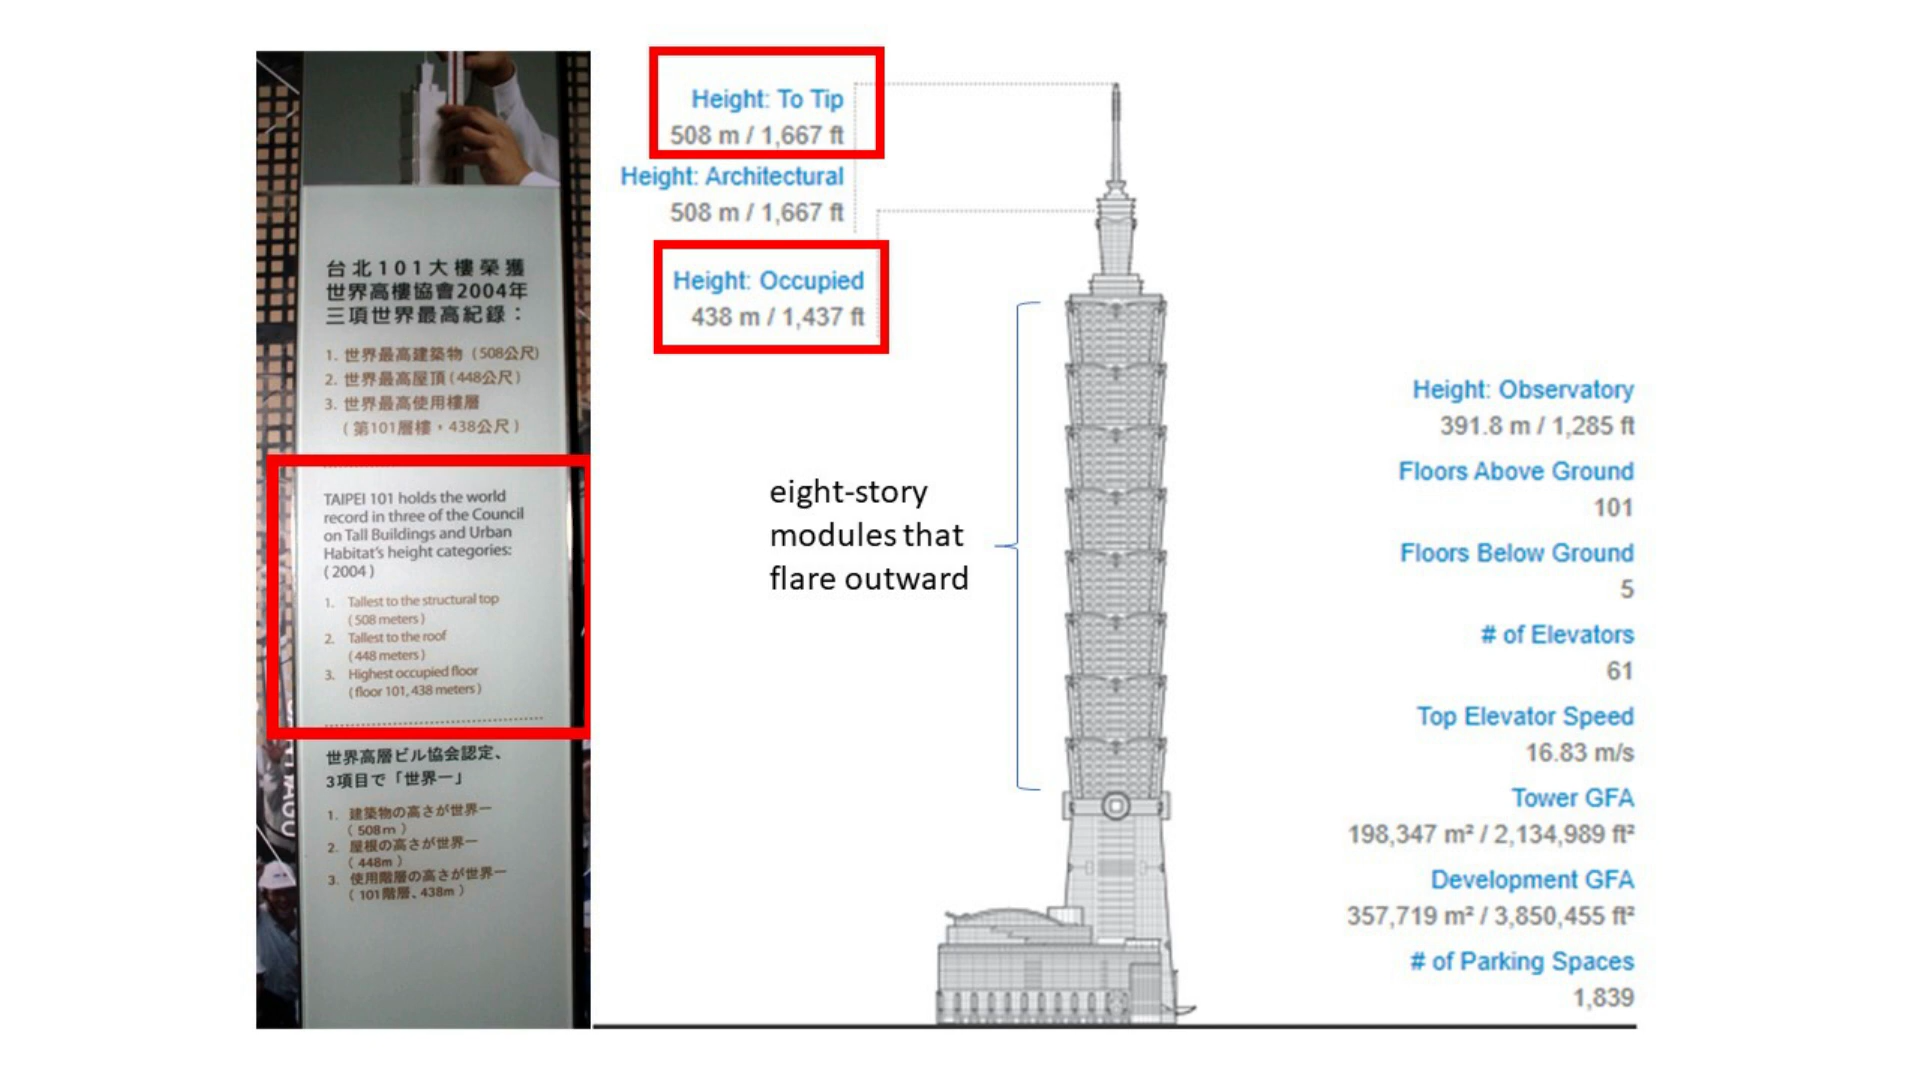 台北101大樓榮獲
世界高樓協會2004年
三項世界最高紀錄：
1. 世界最高建築物（508公尺）
2. 世界最高屋頂（448公尺）
3. 世界最高使用樓層
（第101層樓，438公尺）
TAIPEI 101 holds the world
record in three of the Council
on Tall Buildings and Urban
Habitat's height categories:
( 2004 )
1. Tallest to the structural top
( 508 meters )
2. Tallest to the roof
( 448 meters )
3. Highest occupied floor
( floor 101, 438 meters )
世界高層ビル協会認定、
3項目で「世界一」
1. 建築物の高さが世界一
（508m）
2. 屋根の高さが世界一
（448m）
3. 使用階層の高さが世界一
（101階層、438m）
Height: To Tip
508 m / 1,667 ft
Height: Architectural
508 m / 1,667 ft
Height: Occupied
438 m / 1,437 ft
eight-story
modules that
flare outward
Height: Observatory
391.8 m / 1,285 ft
Floors Above Ground
101
Floors Below Ground
5
# of Elevators
61
Top Elevator Speed
16.83 m/s
Tower GFA
198,347 m² / 2,134,989 ft²
Development GFA
357,719 m² / 3,850,455 ft²
# of Parking Spaces
1,839